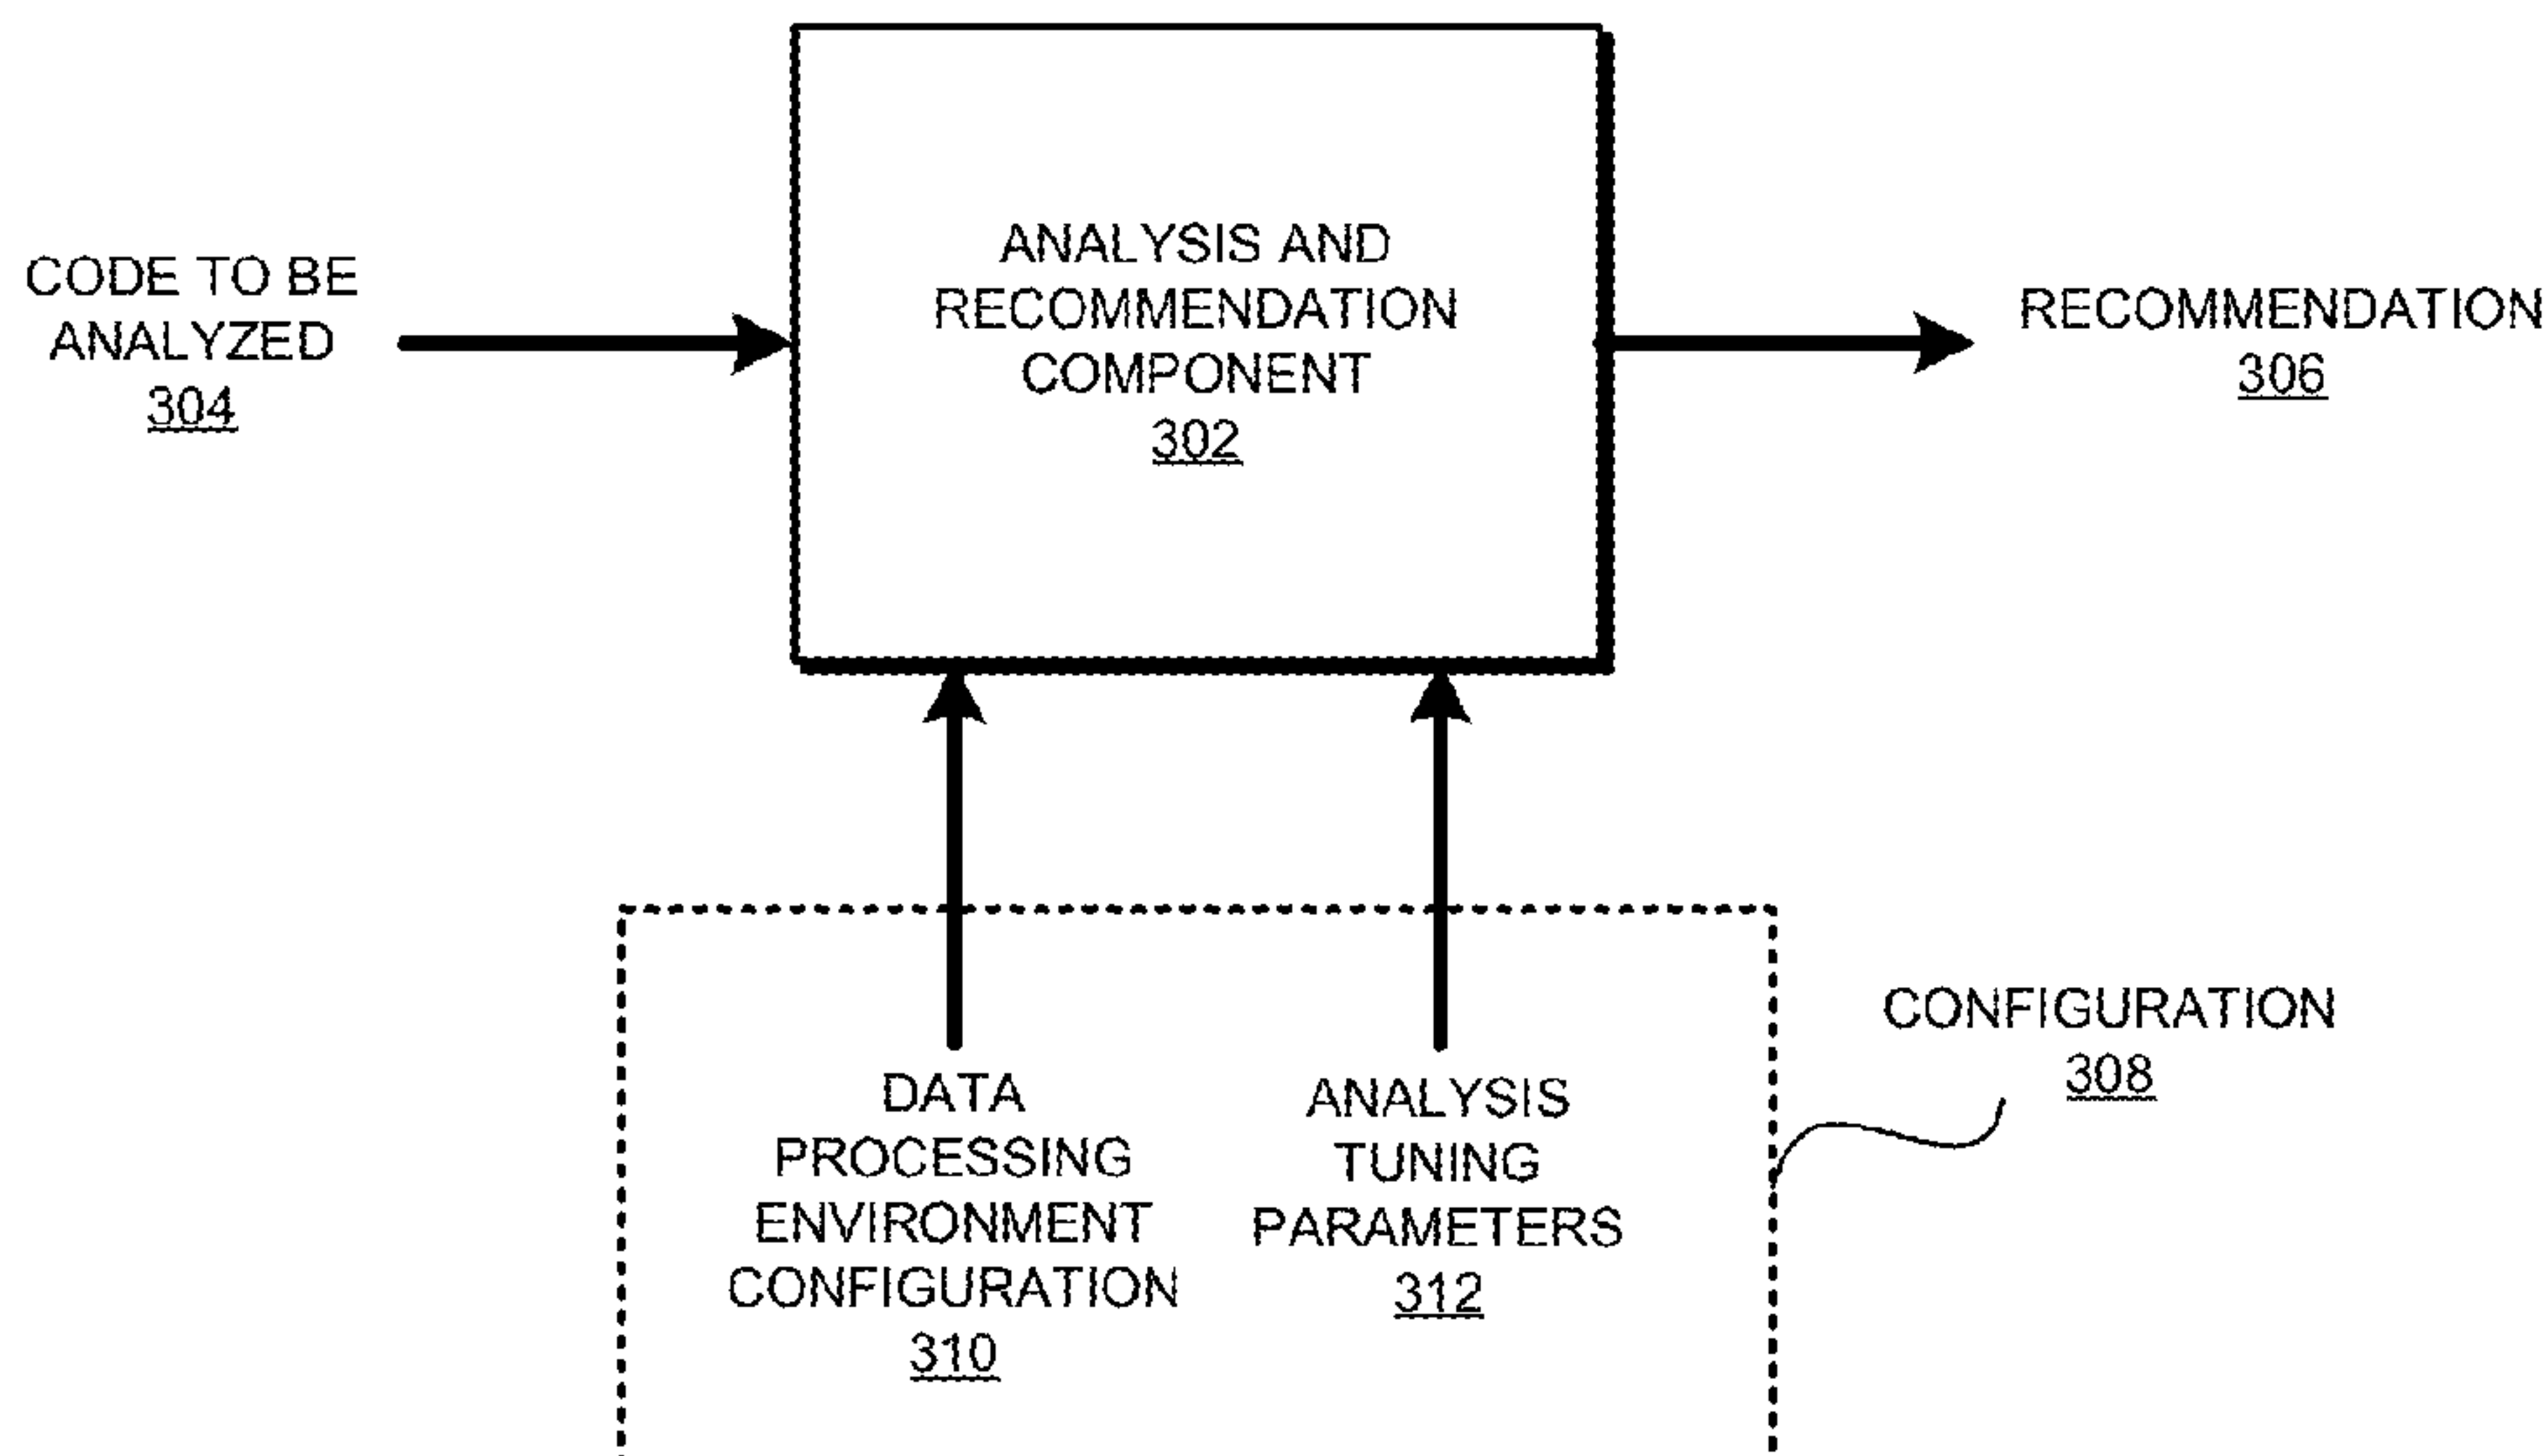 CODE TO BE
ANALYZED
304
ANALYSIS AND
RECOMMENDATION
COMPONENT
302
RECOMMENDATION
306
DATA
PROCESSING
ENVIRONMENT
CONFIGURATION
310
ANALYSIS
TUNING
PARAMETERS
312
CONFIGURATION
308